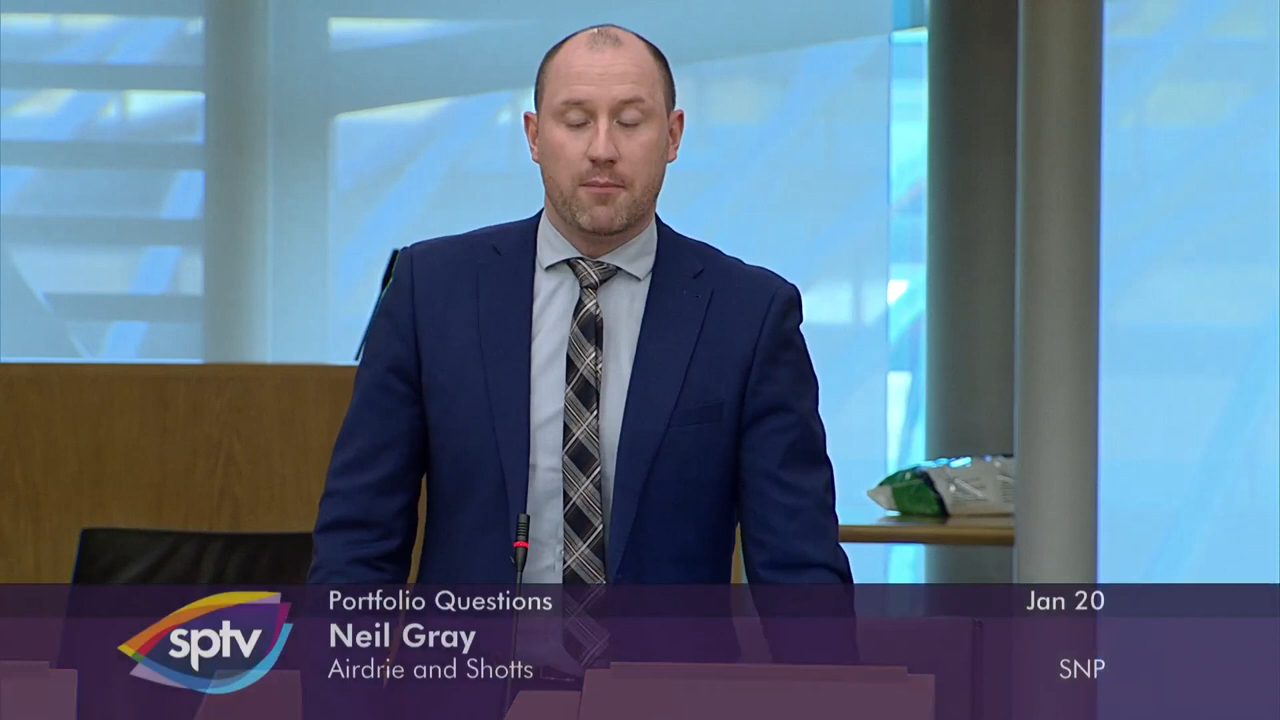 Portfolio Questions
Jan 20
sptv
Neil Gray
Airdrie and Shotts
SNP